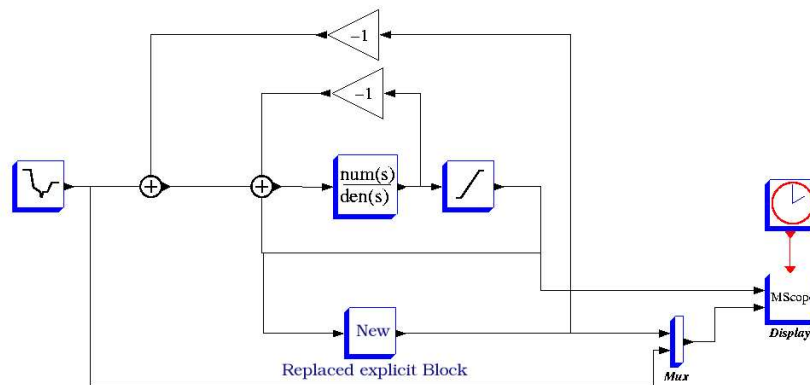 −1
−1
num(s)
den(s)
MScope
Display
New
Replaced explicit Block
Mux